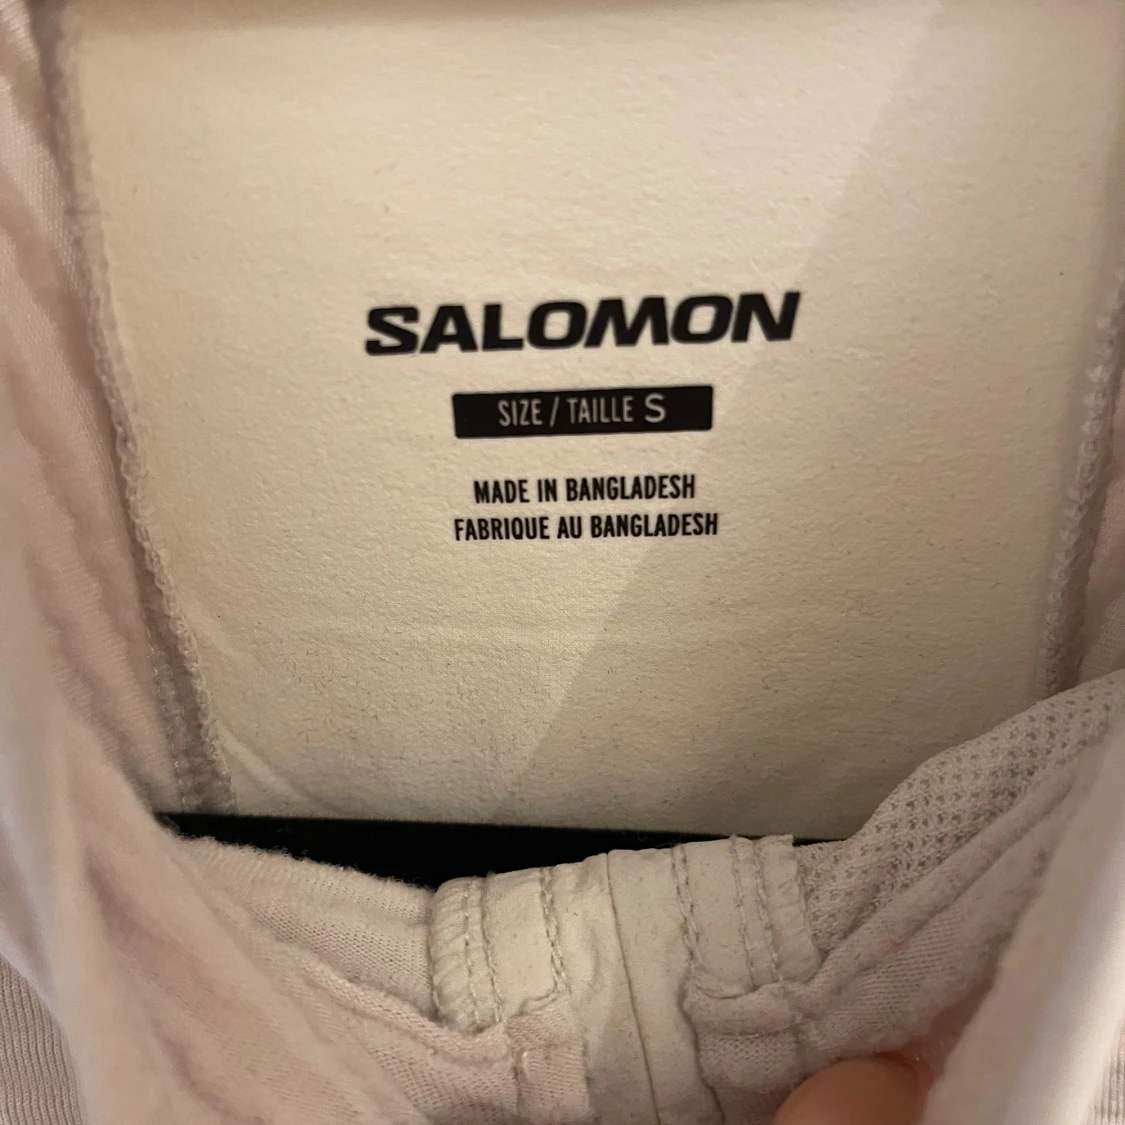 SALOMON
SIZE / TAILLE S
MADE IN BANGLADESH
FABRIQUE AU BANGLADESH